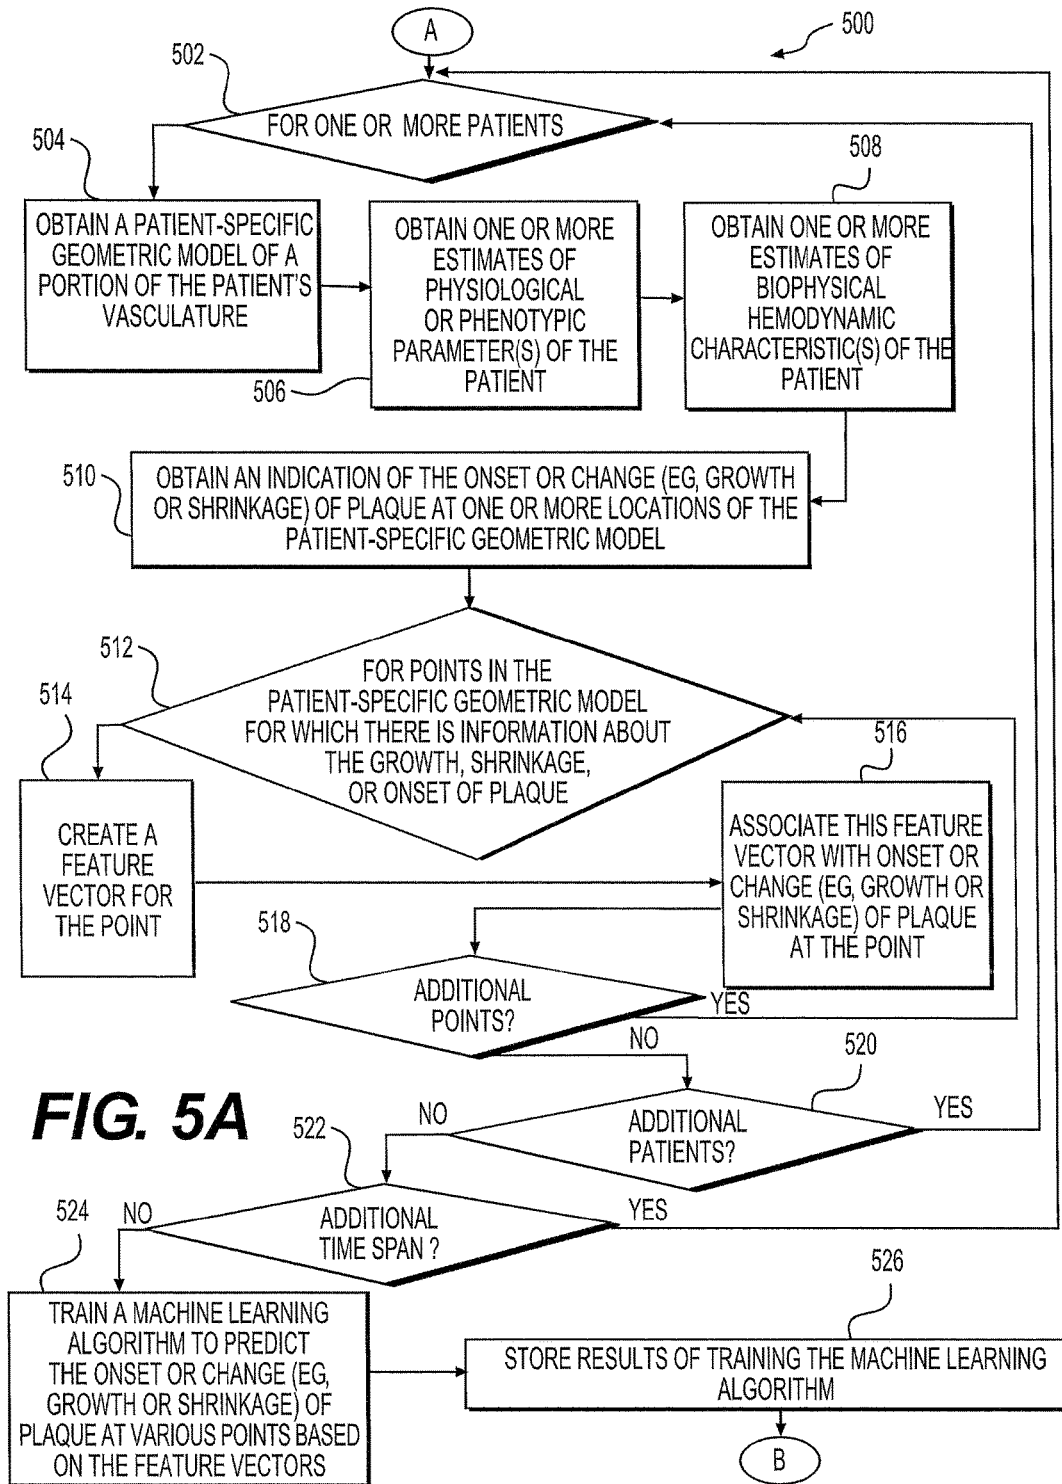 A
500
502
FOR ONE OR MORE PATIENTS
504
508
OBTAIN A PATIENT-SPECIFIC
GEOMETRIC MODEL OF A
PORTION OF THE PATIENT'S
VASCULATURE
OBTAIN ONE OR MORE
ESTIMATES OF
PHYSIOLOGICAL
OR PHENOTYPIC
PARAMETER(S) OF THE
PATIENT
506
OBTAIN ONE OR MORE
ESTIMATES OF
BIOPHYSICAL
HEMODYNAMIC
CHARACTERISTIC(S) OF THE
PATIENT
510
OBTAIN AN INDICATION OF THE ONSET OR CHANGE (EG, GROWTH
OR SHRINKAGE) OF PLAQUE AT ONE OR MORE LOCATIONS OF THE
PATIENT-SPECIFIC GEOMETRIC MODEL
512
FOR POINTS IN THE
PATIENT-SPECIFIC GEOMETRIC MODEL
FOR WHICH THERE IS INFORMATION ABOUT
THE GROWTH, SHRINKAGE,
OR ONSET OF PLAQUE
514
CREATE A
FEATURE
VECTOR FOR
THE POINT
516
ASSOCIATE THIS FEATURE
VECTOR WITH ONSET OR
CHANGE (EG, GROWTH OR
SHRINKAGE) OF PLAQUE
AT THE POINT
518
ADDITIONAL
POINTS?
YES
NO
520
ADDITIONAL
PATIENTS?
YES
NO
FIG. 5A
522
ADDITIONAL
TIME SPAN ?
YES
NO
524
TRAIN A MACHINE LEARNING
ALGORITHM TO PREDICT
THE ONSET OR CHANGE (EG,
GROWTH OR SHRINKAGE) OF
PLAQUE AT VARIOUS POINTS BASED
ON THE FEATURE VECTORS
526
STORE RESULTS OF TRAINING THE MACHINE LEARNING
ALGORITHM
B